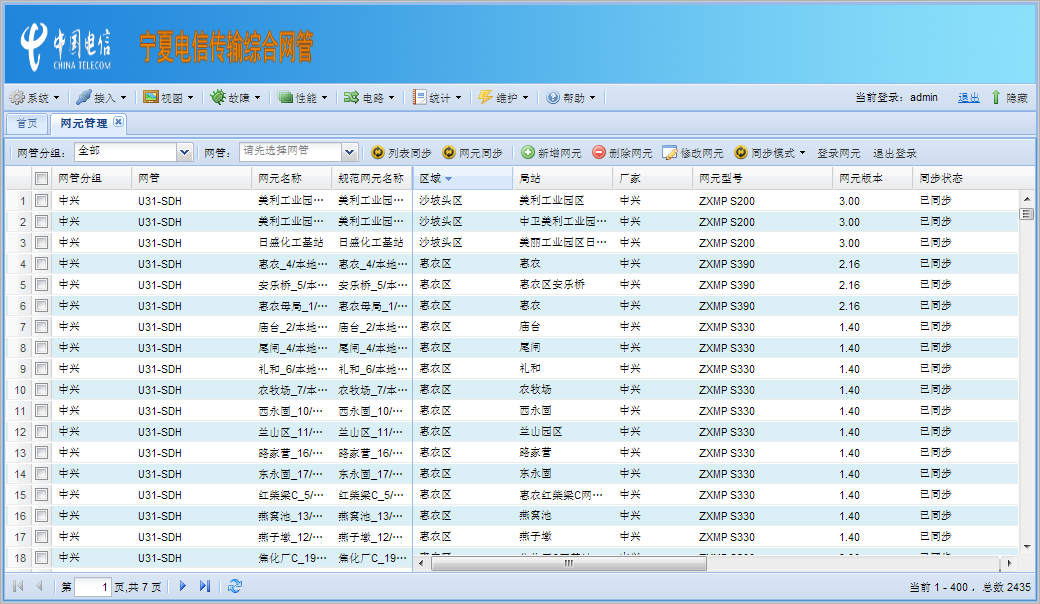 中国电信 宁夏电信传输综合网管
CHINA TELECOM
系统 接入 视图 故障 性能 电路 统计 维护 帮助 当前登录: admin 退出 隐藏
首页 网元管理
网管分组: 全部 网管: 请先选择网管 列表同步 网元同步 新增网元 删除网元 修改网元 同步模式 登录网元 退出登录
网管分组 网管 网元名称 规范网元名称 区域 局站 厂家 网元型号 网元版本 同步状态
1 中兴 U31-SDH 美利工业园… 美利工业园… 沙坡头区 美利工业园区 中兴 ZXMP S200 3.00 已同步
2 中兴 U31-SDH 美利工业园… 美利工业园… 沙坡头区 中卫美利工业园… 中兴 ZXMP S200 3.00 已同步
3 中兴 U31-SDH 日盛化工基站 日盛化工基站 沙坡头区 美丽工业园区日… 中兴 ZXMP S200 3.00 已同步
4 中兴 U31-SDH 惠农_4/本地… 惠农_4/本地… 惠农区 惠农 中兴 ZXMP S390 2.16 已同步
5 中兴 U31-SDH 安乐桥_5/本… 安乐桥_5/本… 惠农区 惠农区安乐桥 中兴 ZXMP S390 2.16 已同步
6 中兴 U31-SDH 惠农母局_1/… 惠农母局_1/… 惠农区 惠农 中兴 ZXMP S390 2.16 已同步
7 中兴 U31-SDH 庙台_2/本地… 庙台_2/本地… 惠农区 庙台 中兴 ZXMP S330 1.40 已同步
8 中兴 U31-SDH 尾闸_4/本地… 尾闸_4/本地… 惠农区 尾闸 中兴 ZXMP S330 1.40 已同步
9 中兴 U31-SDH 礼和_6/本地… 礼和_6/本地… 惠农区 礼和 中兴 ZXMP S330 1.40 已同步
10 中兴 U31-SDH 农牧场_7/本… 农牧场_7/本… 惠农区 农牧场 中兴 ZXMP S330 1.40 已同步
11 中兴 U31-SDH 西永固_10/… 西永固_10/… 惠农区 西永固 中兴 ZXMP S330 1.40 已同步
12 中兴 U31-SDH 兰山区_11/… 兰山区_11/… 惠农区 兰山园区 中兴 ZXMP S330 1.40 已同步
13 中兴 U31-SDH 路家营_16/… 路家营_16/… 惠农区 路家营 中兴 ZXMP S330 1.40 已同步
14 中兴 U31-SDH 东永固_17/… 东永固_17/… 惠农区 东永固 中兴 ZXMP S330 1.40 已同步
15 中兴 U31-SDH 红柴梁C_5/… 红柴梁C_5/… 惠农区 惠农红柴梁C网… 中兴 ZXMP S330 1.40 已同步
16 中兴 U31-SDH 燕窝池_13/… 燕窝池_13/… 惠农区 燕窝池 中兴 ZXMP S330 1.40 已同步
17 中兴 U31-SDH 燕子墩_12/… 燕子墩_12/… 惠农区 燕子墩 中兴 ZXMP S330 1.40 已同步
18 中兴 U31-SDH 焦化厂C_19… 焦化厂C_19…
第 1 页,共 7 页 当前 1 - 400 , 总数 2435